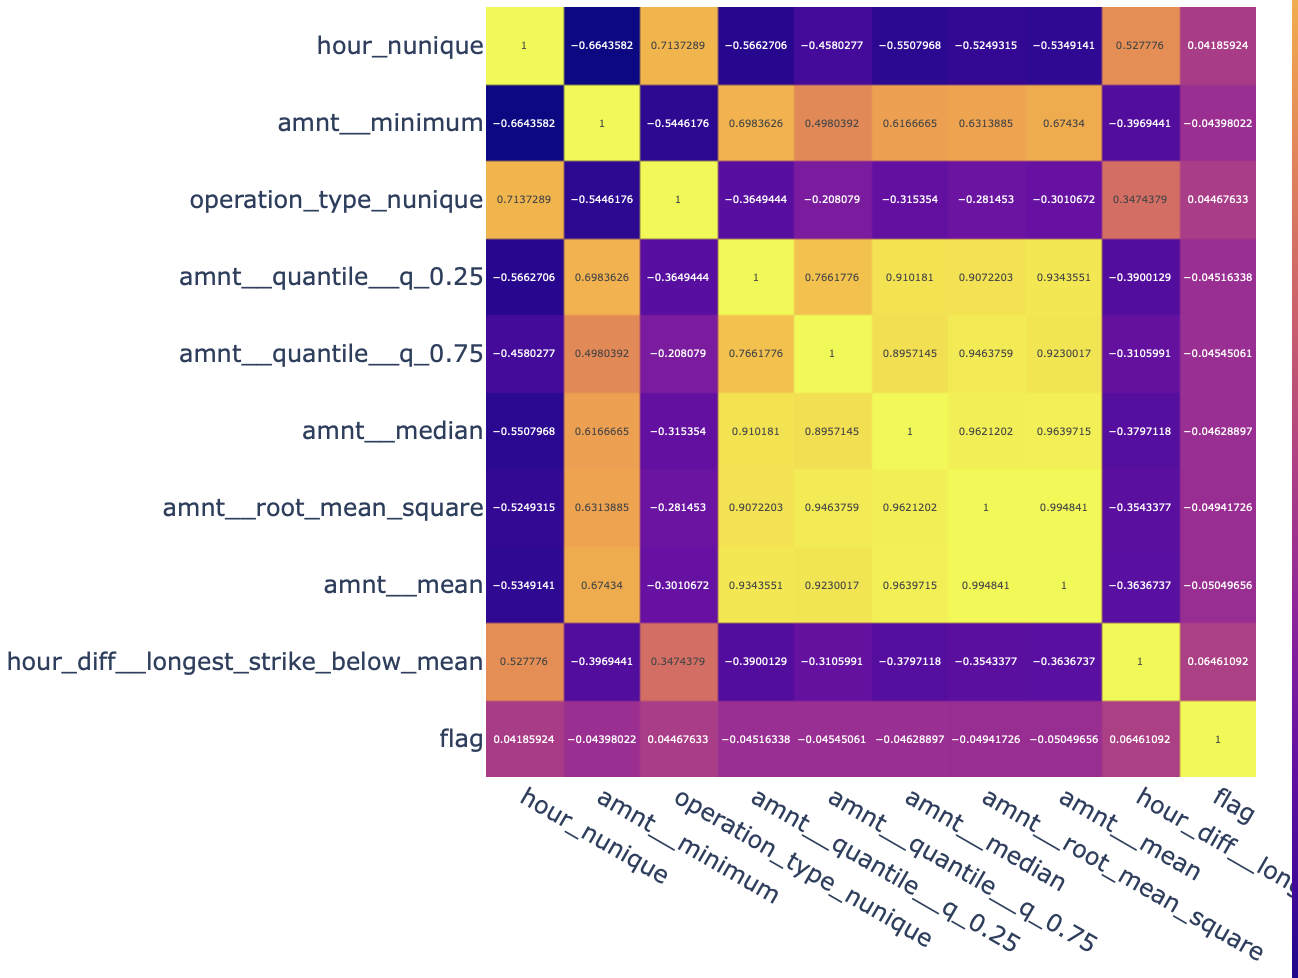 hour_nunique 1 −0.6643582 0.7137289 −0.5662706 −0.4580277 −0.5507968 −0.5249315 −0.5349141 0.527776 0.04185924
amnt__minimum −0.6643582 1 −0.5446176 0.6983626 0.4980392 0.6166665 0.6313885 0.67434 −0.3969441 −0.04398022
operation_type_nunique 0.7137289 −0.5446176 1 −0.3649444 −0.208079 −0.315354 −0.281453 −0.3010672 0.3474379 0.04467633
amnt__quantile__q_0.25 −0.5662706 0.6983626 −0.3649444 1 0.7661776 0.910181 0.9072203 0.9343551 −0.3900129 −0.04516338
amnt__quantile__q_0.75 −0.4580277 0.4980392 −0.208079 0.7661776 1 0.8957145 0.9463759 0.9230017 −0.3105991 −0.04545061
amnt__median −0.5507968 0.6166665 −0.315354 0.910181 0.8957145 1 0.9621202 0.9639715 −0.3797118 −0.04628897
amnt__root_mean_square −0.5249315 0.6313885 −0.281453 0.9072203 0.9463759 0.9621202 1 0.994841 −0.3543377 −0.04941726
amnt__mean −0.5349141 0.67434 −0.3010672 0.9343551 0.9230017 0.9639715 0.994841 1 −0.3636737 −0.05049656
hour_diff__longest_strike_below_mean 0.527776 −0.3969441 0.3474379 −0.3900129 −0.3105991 −0.3797118 −0.3543377 −0.3636737 1 0.06461092
flag 0.04185924 −0.04398022 0.04467633 −0.04516338 −0.04545061 −0.04628897 −0.04941726 −0.05049656 0.06461092 1
hour_nunique
amnt__minimum
operation_type_nunique
amnt__quantile__q_0.25
amnt__quantile__q_0.75
amnt__median
amnt__root_mean_square
amnt__mean
hour_diff__long
flag